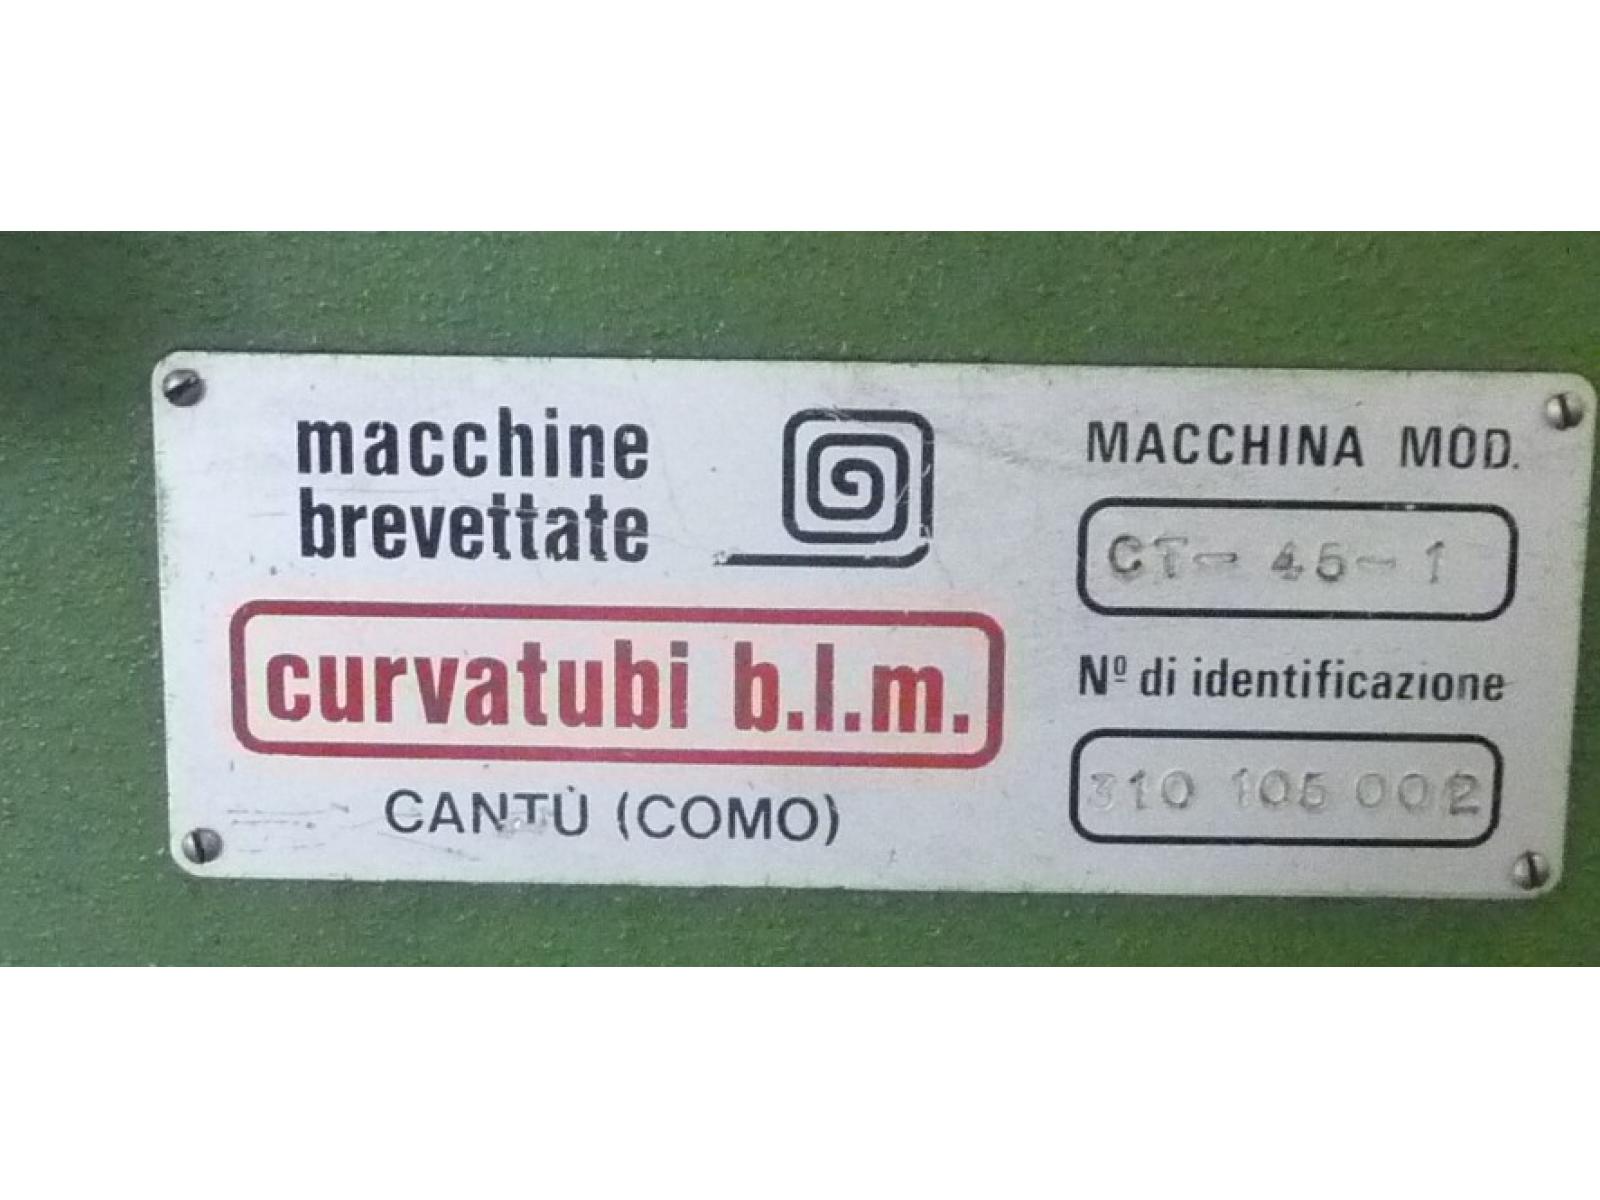 macchine
brevettate
curvatubi b.l.m.
CANTÙ (COMO)
MACCHINA MOD.
CT-45-1
Nº di identificazione
310 105 002